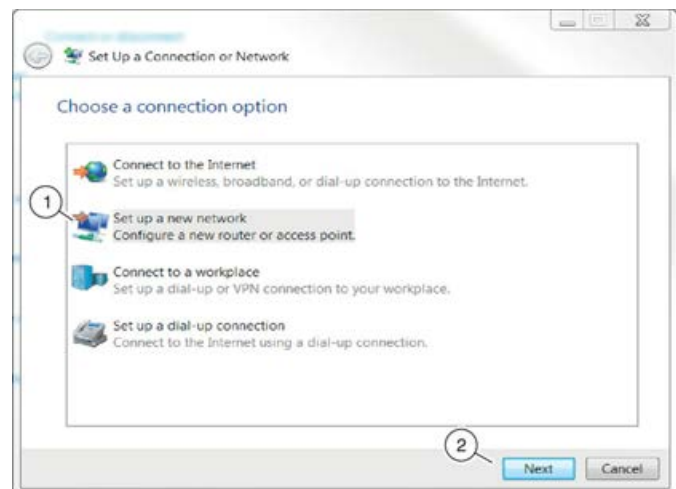 Set Up a Connection or Network
Choose a connection option
Connect to the Internet
Set up a wireless, broadband, or dial-up connection to the Internet.
1
Set up a new network
Configure a new router or access point.
Connect to a workplace
Set up a dial-up or VPN connection to your workplace.
Set up a dial-up connection
Connect to the Internet using a dial-up connection.
2
Next
Cancel